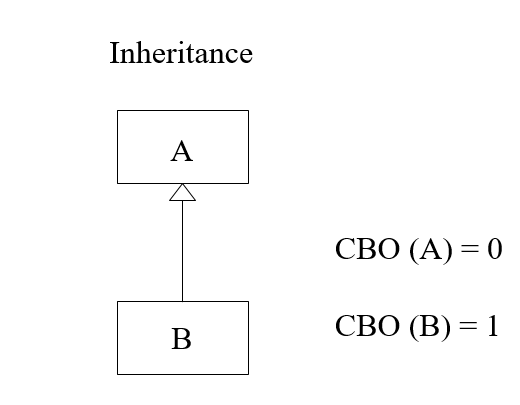 Inheritance
A
CBO (A) = 0
CBO (B) = 1
B